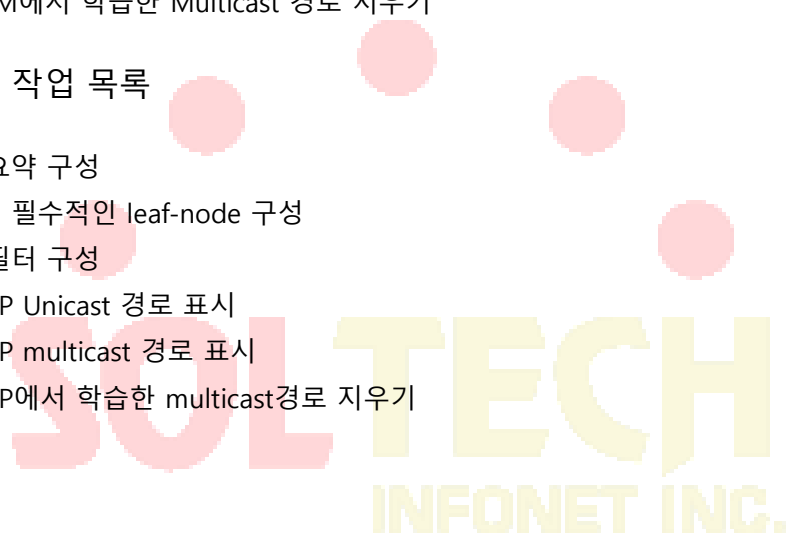 M에서 학습한 Multicast 경로 지우기
작업 목록
요약 구성
필수적인 leaf-node 구성
필터 구성
P Unicast 경로 표시
P multicast 경로 표시
P에서 학습한 multicast경로 지우기
SOLTECH
INFONET INC.